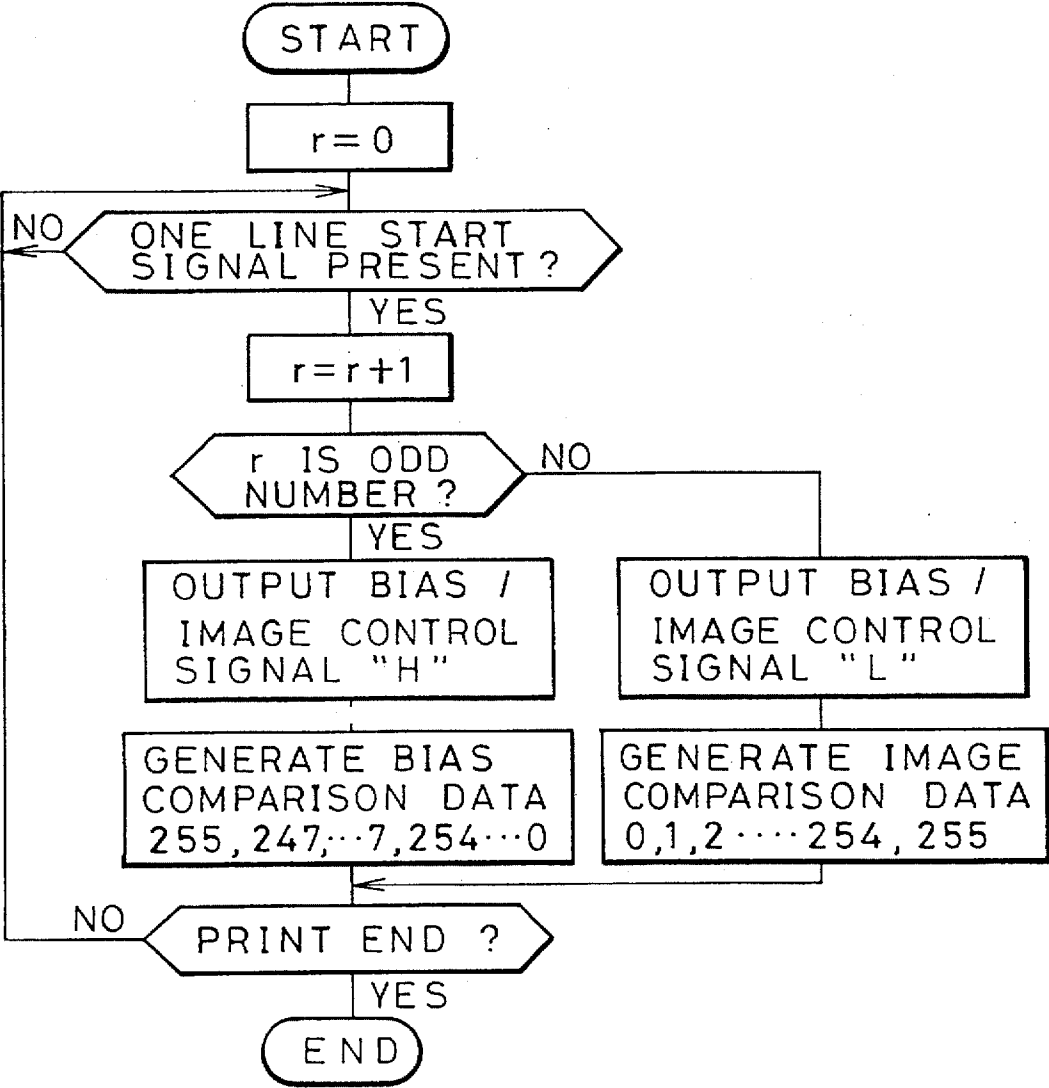 START
r=0
NO
ONE LINE START
SIGNAL PRESENT?
YES
r=r+1
r IS ODD
NUMBER?
NO
YES
OUTPUT BIAS /
IMAGE CONTROL
SIGNAL "H"
OUTPUT BIAS /
IMAGE CONTROL
SIGNAL "L"
GENERATE BIAS
COMPARISON DATA
255,247,···7,254···0
GENERATE IMAGE
COMPARISON DATA
0,1,2····254,255
NO
PRINT END ?
YES
END